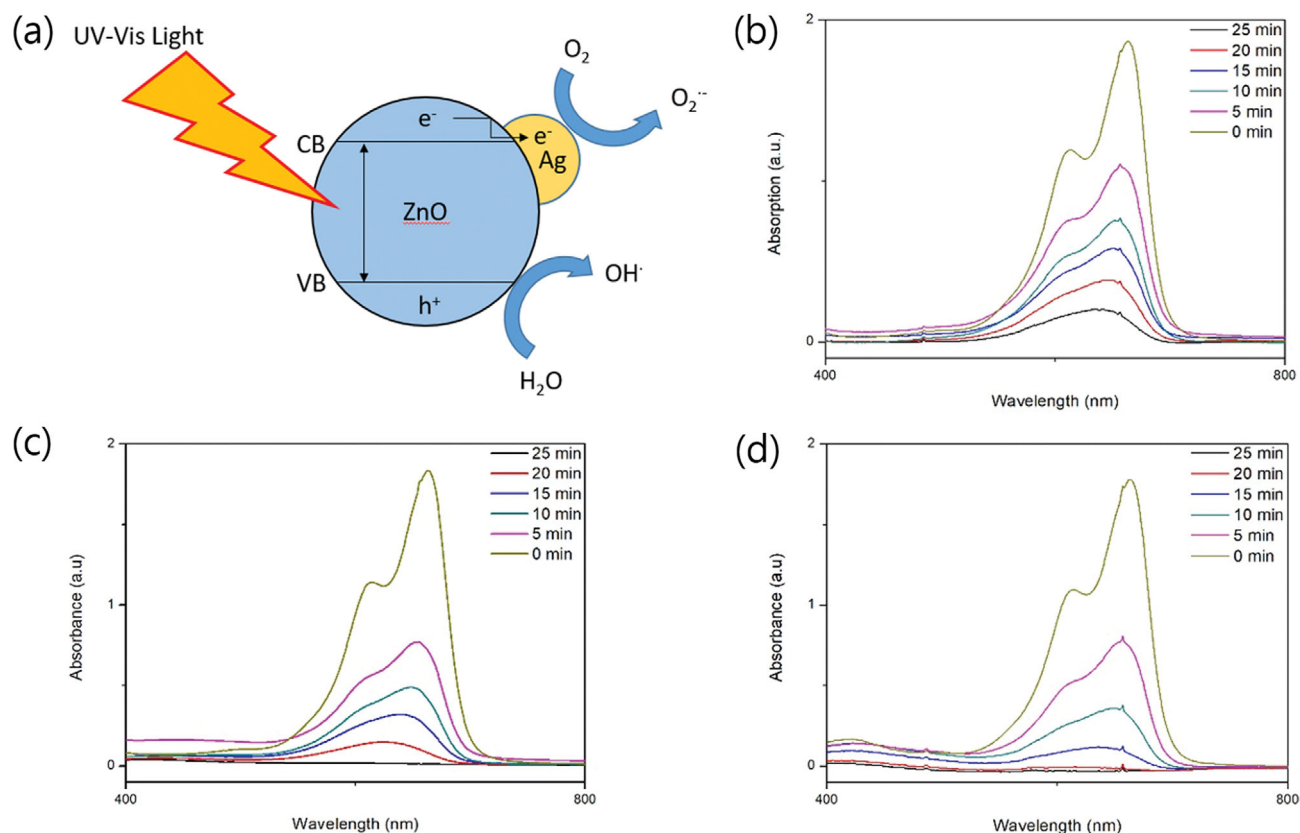 (a)
UV-Vis Light
O₂
O₂˙⁻
e⁻
CB
e⁻
Ag
ZnO
VB
OH˙
h⁺
H₂O
(b)
25 min
20 min
15 min
10 min
5 min
0 min
2
1
0
Absorption (a.u.)
400
800
Wavelength (nm)
(c)
25 min
20 min
15 min
10 min
5 min
0 min
2
1
0
Absorbance (a.u)
400
800
Wavelength (nm)
(d)
25 min
20 min
15 min
10 min
5 min
0 min
2
1
0
Absorbance (a.u)
400
800
Wavelength (nm)